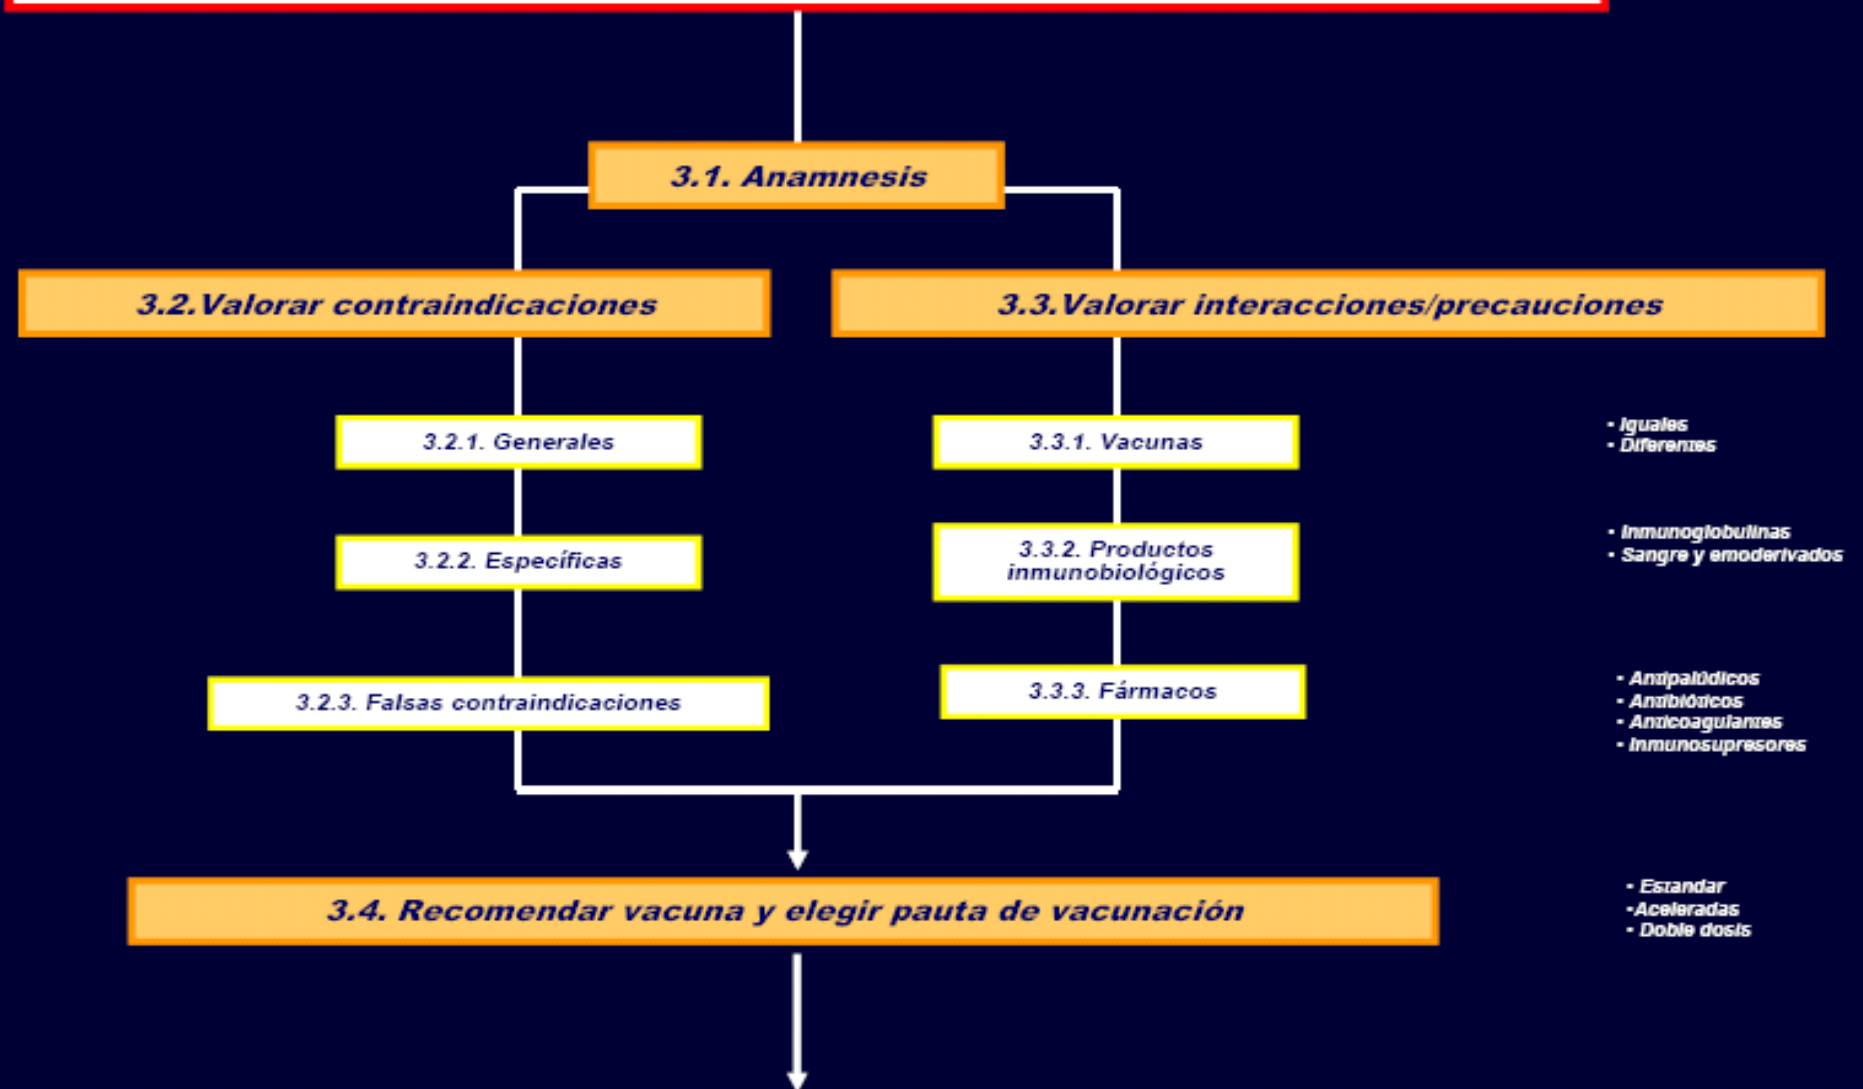 3.1. Anamnesis
3.2.Valorar contraindicaciones
3.3.Valorar interacciones/precauciones
3.2.1. Generales
3.3.1. Vacunas
- Iguales
- Diferentes
3.2.2. Específicas
3.3.2. Productos
inmunobiológicos
- Inmunoglobulinas
- Sangre y emoderivados
3.2.3. Falsas contraindicaciones
3.3.3. Fármacos
- Antipalúdicos
- Antibióticos
- Anticoagulantes
- Inmunosupresores
3.4. Recomendar vacuna y elegir pauta de vacunación
- Estandar
-Aceleradas
- Doble dosis